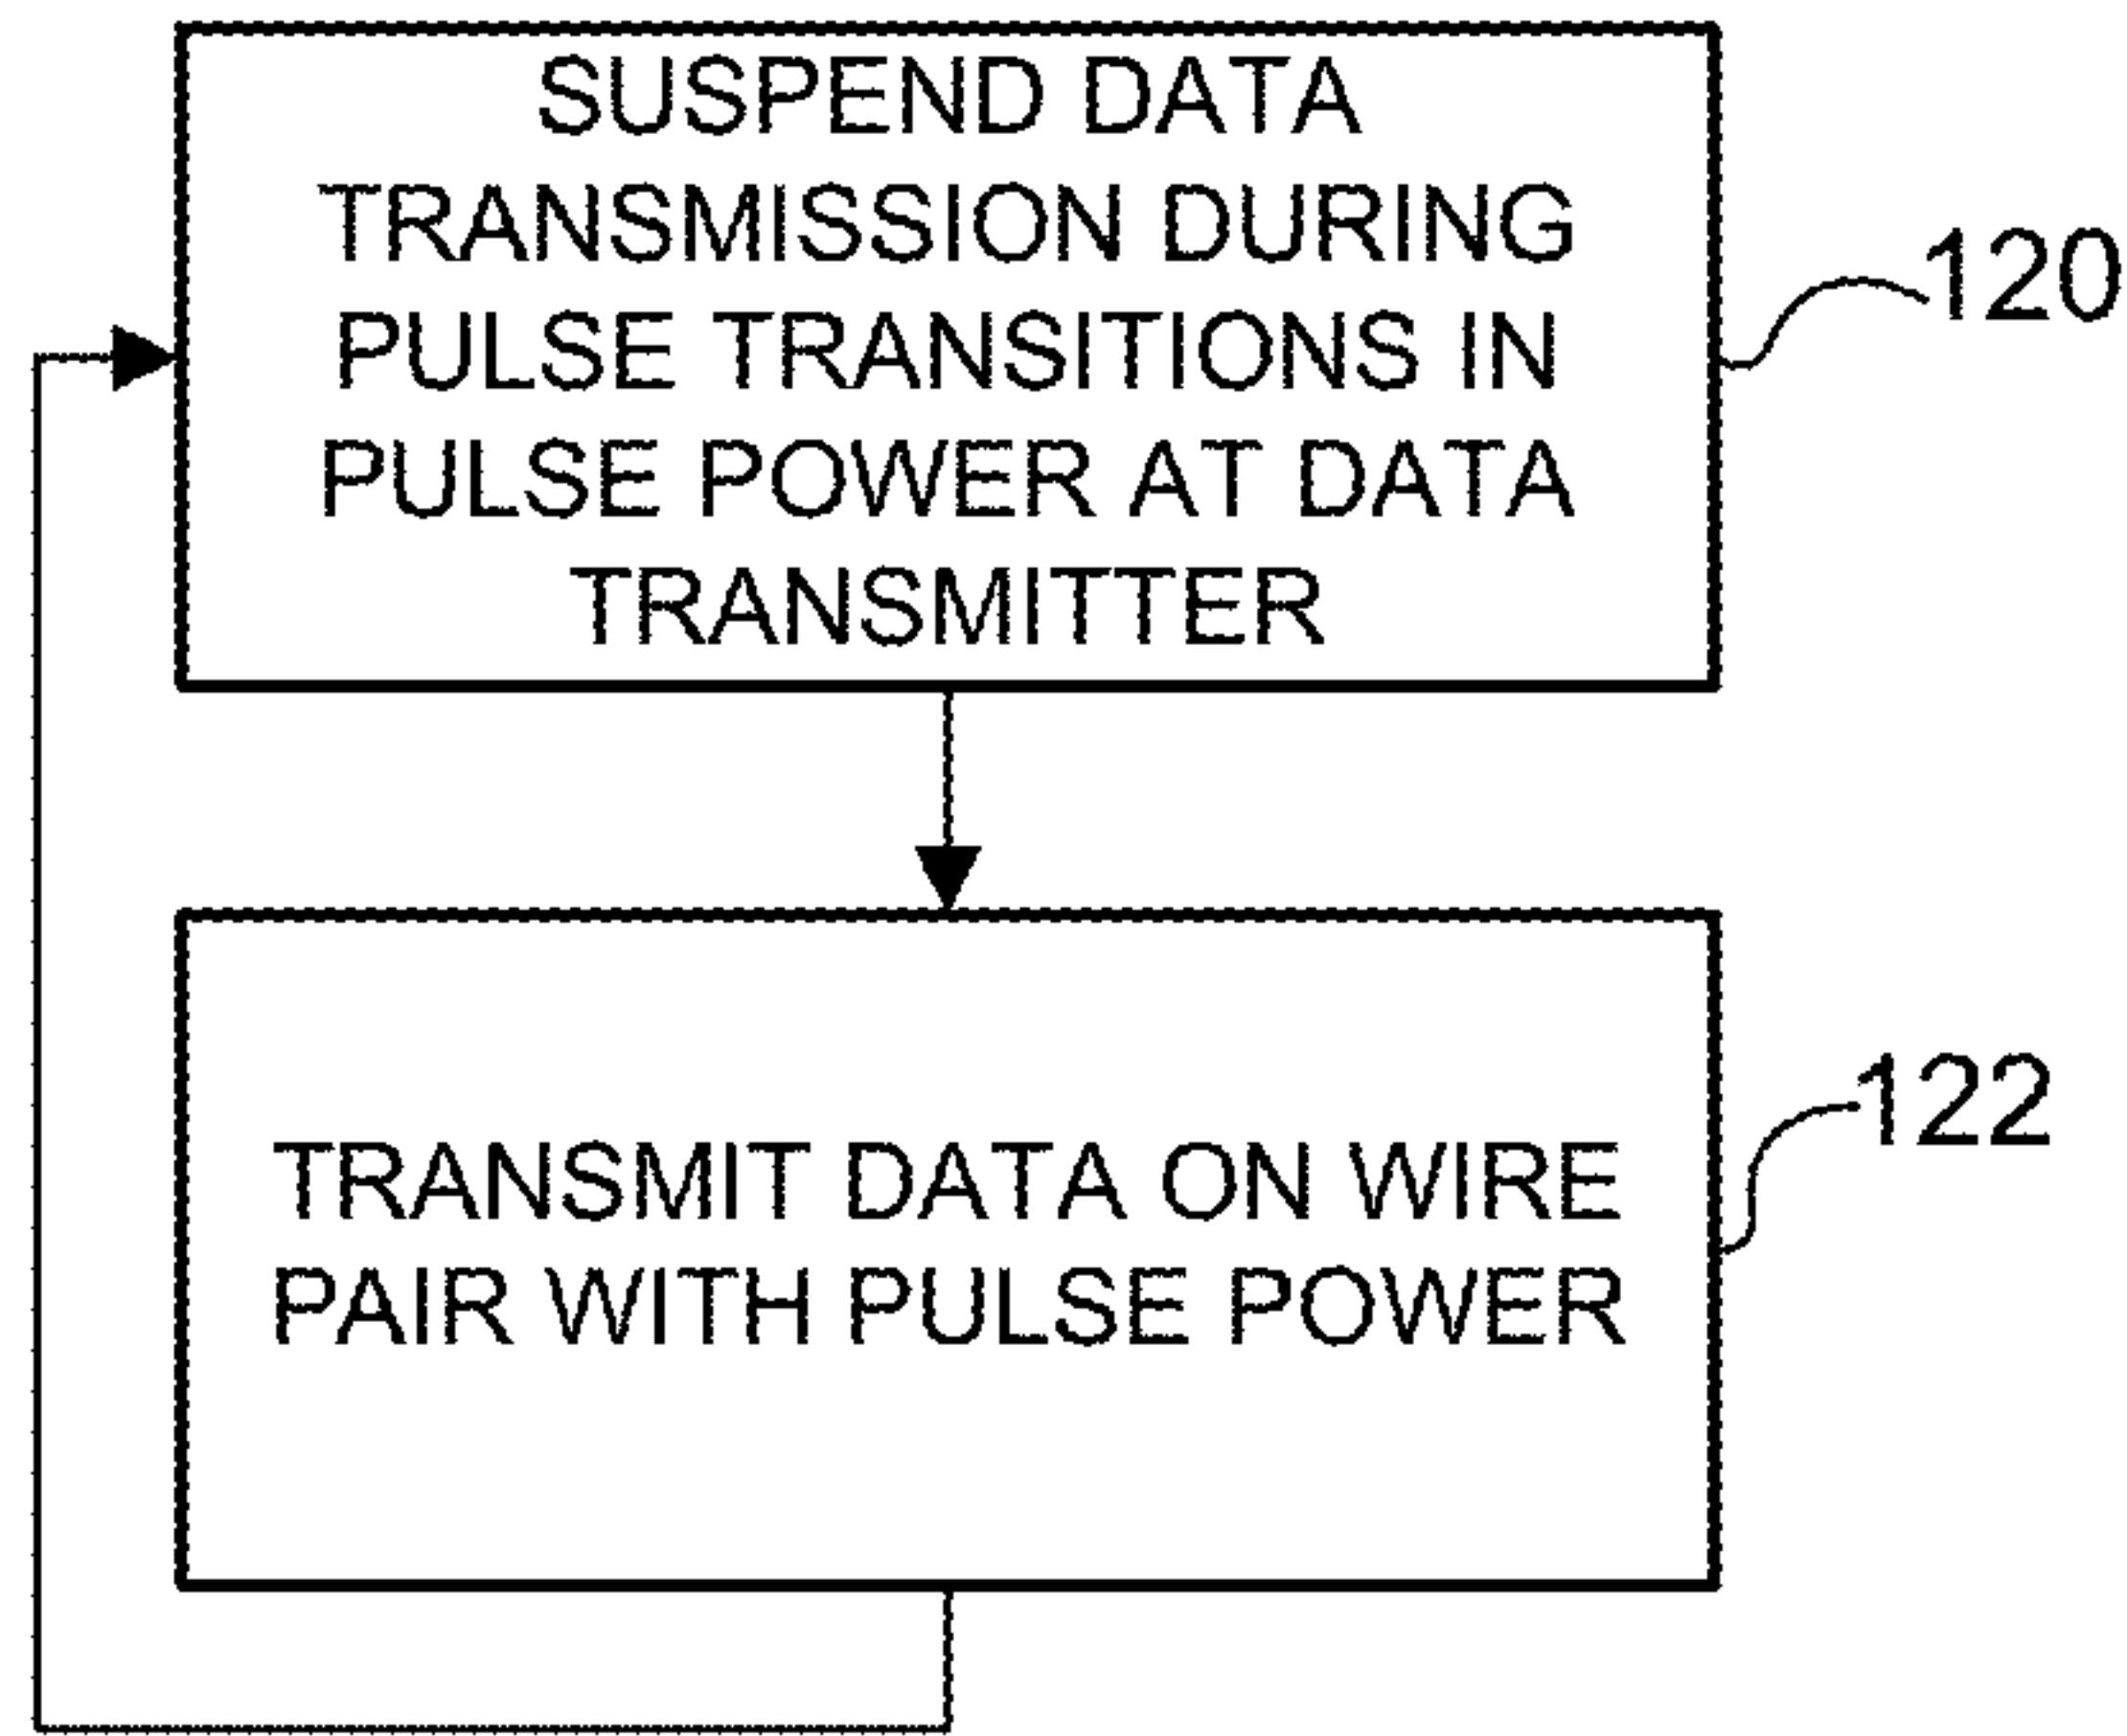 SUSPEND DATA
TRANSMISSION DURING
PULSE TRANSITIONS IN
PULSE POWER AT DATA
TRANSMITTER
120
TRANSMIT DATA ON WIRE
PAIR WITH PULSE POWER
122